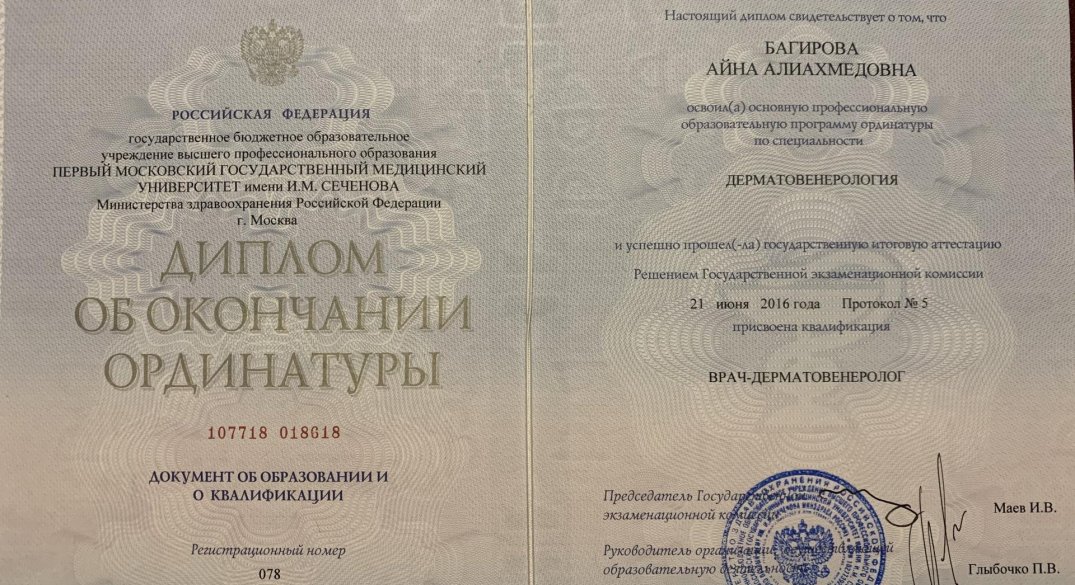 РОССИЙСКАЯ ФЕДЕРАЦИЯ
государственное бюджетное образовательное
учреждение высшего профессионального образования
ПЕРВЫЙ МОСКОВСКИЙ ГОСУДАРСТВЕННЫЙ МЕДИЦИНСКИЙ
УНИВЕРСИТЕТ имени И.М. СЕЧЕНОВА
Министерства здравоохранения Российской Федерации
г. Москва
ДИПЛОМ
ОБ ОКОНЧАНИИ
ОРДИНАТУРЫ
107718 018618
ДОКУМЕНТ ОБ ОБРАЗОВАНИИ И
О КВАЛИФИКАЦИИ
Регистрационный номер
078
Настоящий диплом свидетельствует о том, что
БАГИРОВА
АЙНА АЛИАХМЕДОВНА
освоил(а) основную профессиональную
образовательную программу ординатуры
по специальности
ДЕРМАТОВЕНЕРОЛОГИЯ
и успешно прошел(-ла) государственную итоговую аттестацию
Решением Государственной экзаменационной комиссии
21 июня 2016 года Протокол № 5
присвоена квалификация
ВРАЧ-ДЕРМАТОВЕНЕРОЛОГ
Председатель Государственной
экзаменационной комиссии
Маев И.В.
Руководитель организации, осуществляющей
образовательную деятельность
Глыбочко П.В.